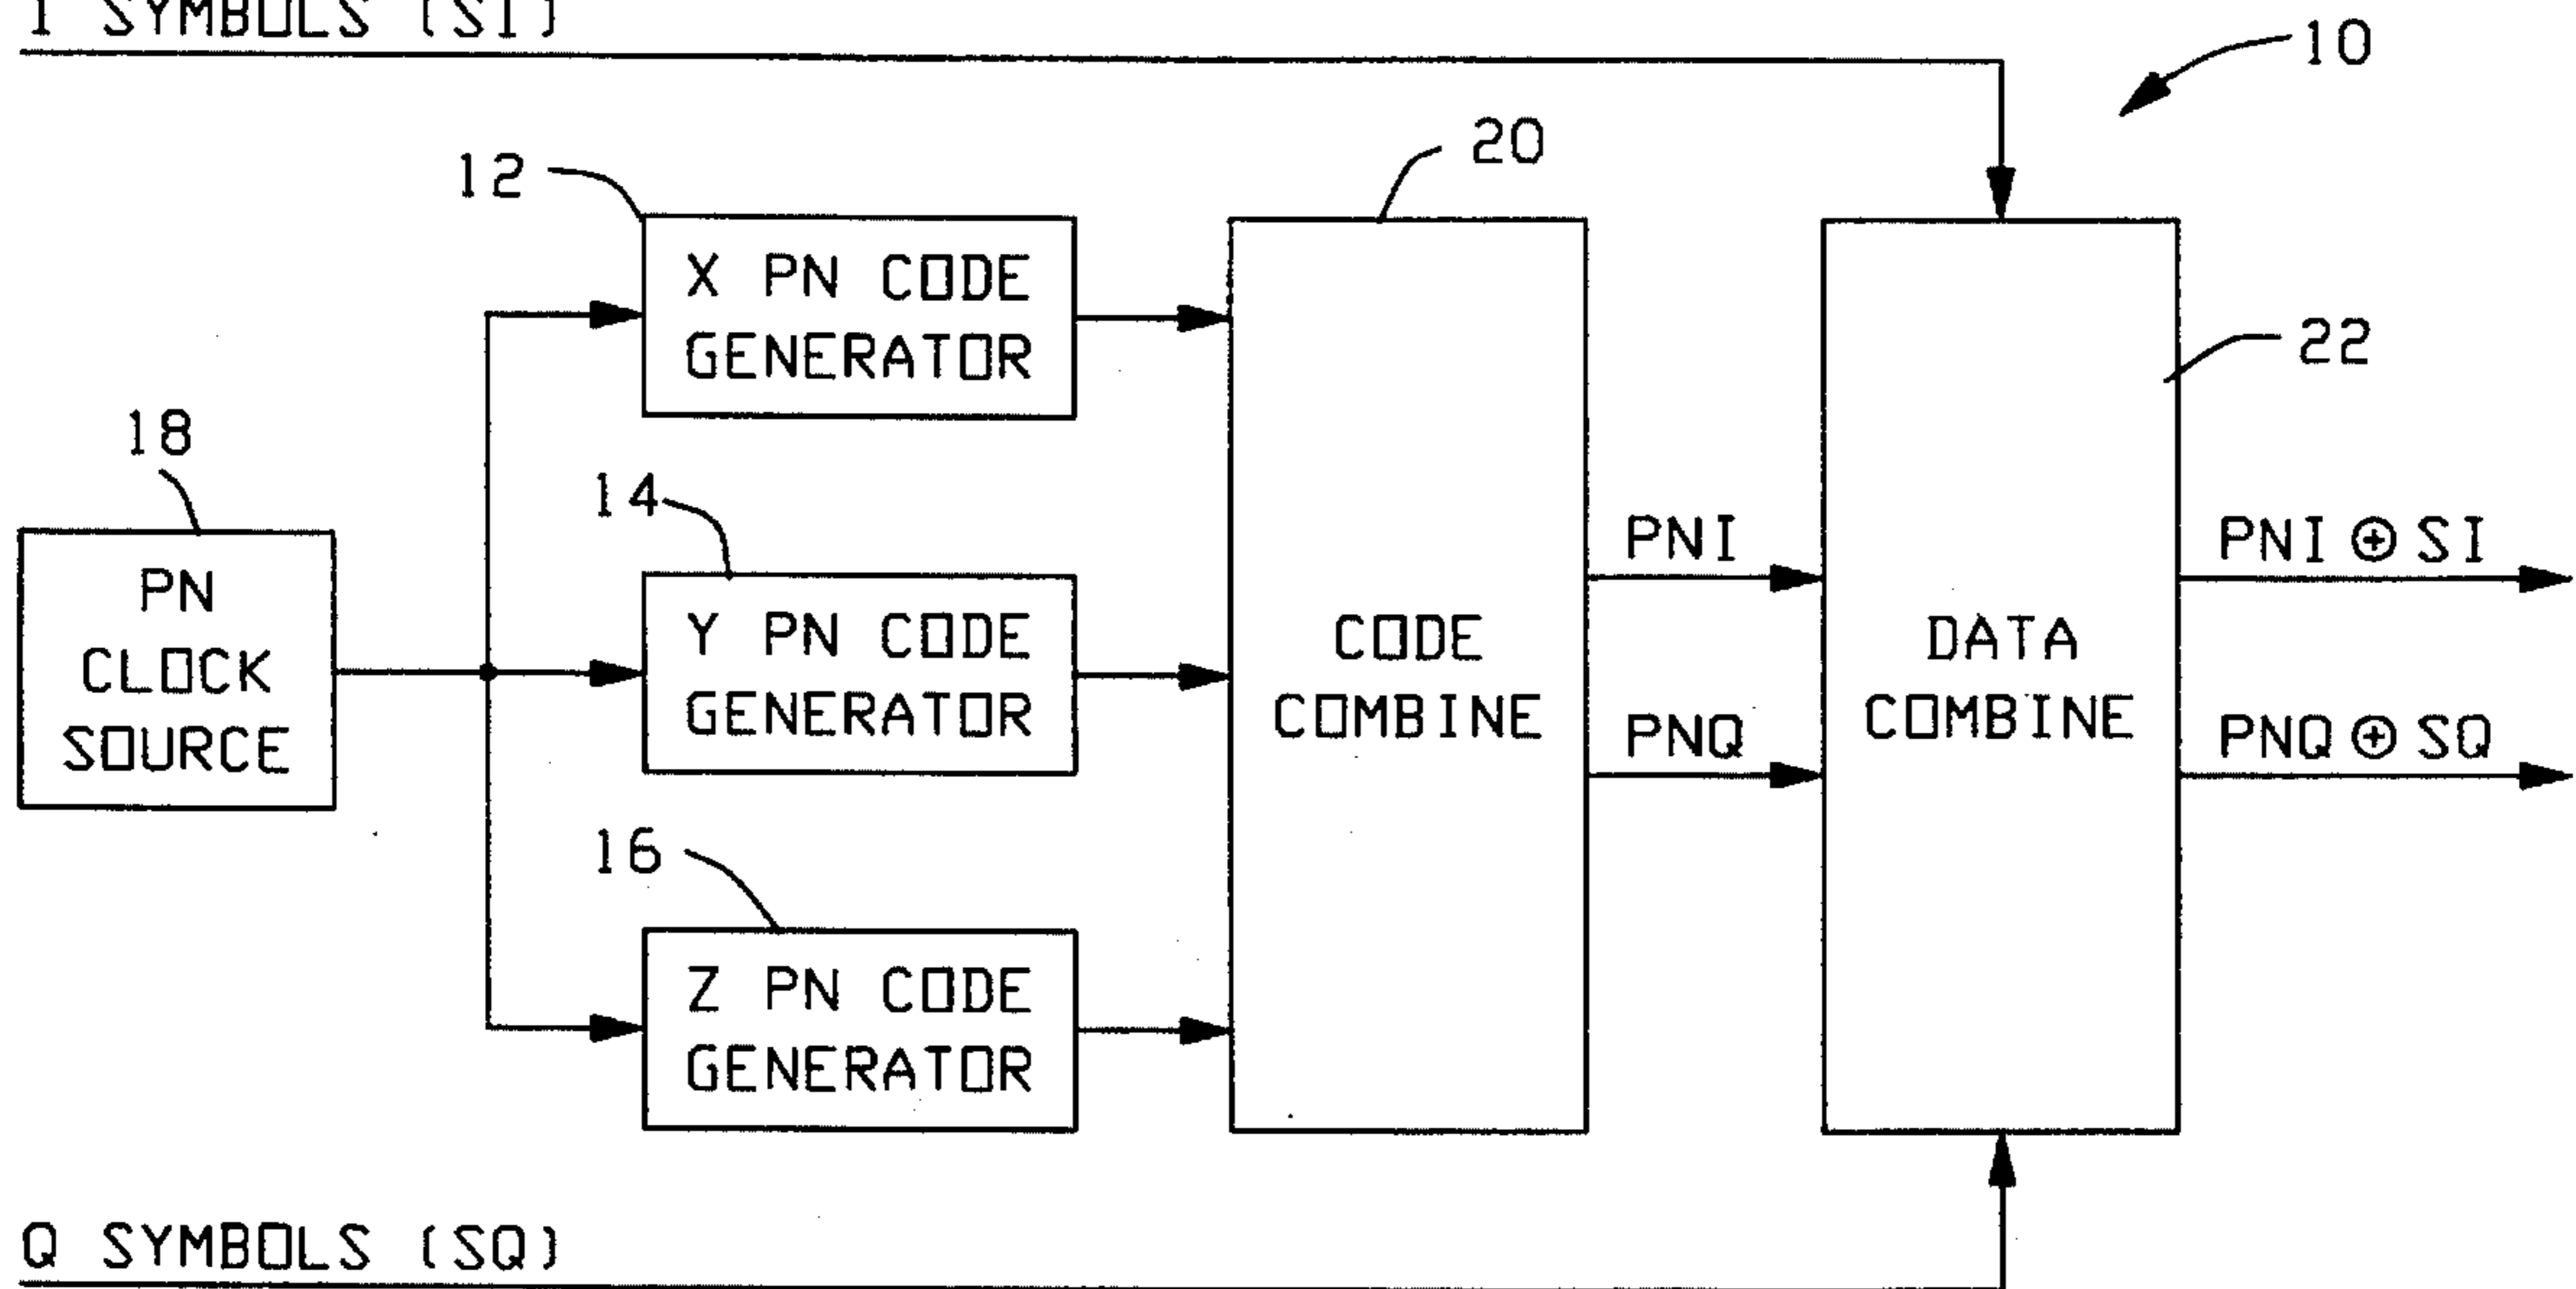 I SYMBOLS (SI)
10
20
12
X PN CODE
GENERATOR
22
18
14
PN
CLOCK
SOURCE
Y PN CODE
GENERATOR
CODE
COMBINE
PNI
PNQ
DATA
COMBINE
PNI ⊕ SI
PNQ ⊕ SQ
16
Z PN CODE
GENERATOR
Q SYMBOLS (SQ)